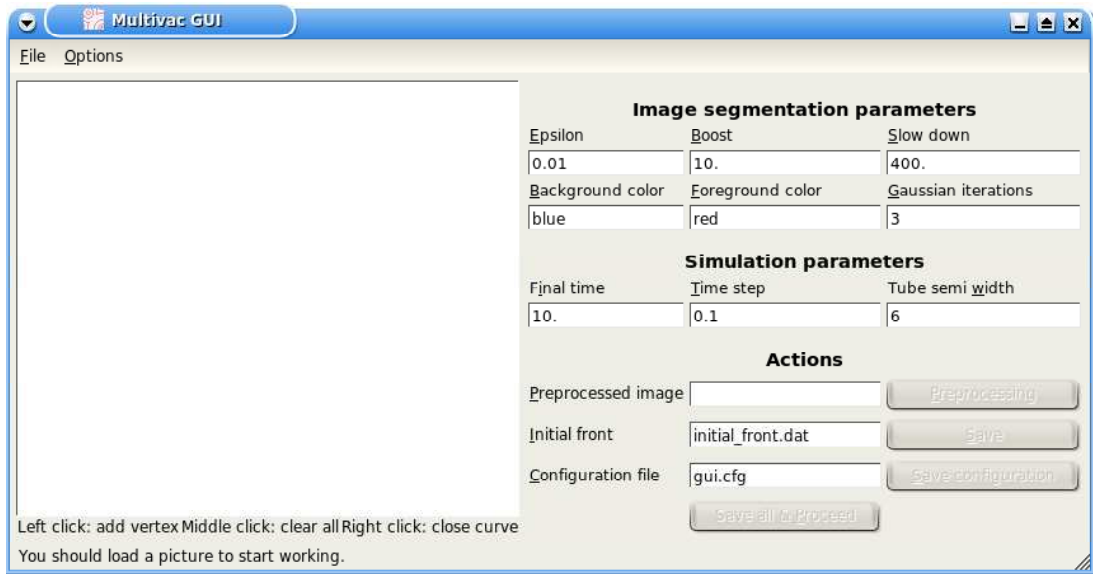 Multivac GUI
File Options
Image segmentation parameters
Epsilon Boost Slow down
0.01 10. 400.
Background color Foreground color Gaussian iterations
blue red 3
Simulation parameters
Final time Time step Tube semi width
10. 0.1 6
Actions
Preprocessed image Preprocessing
Initial front initial_front.dat Save
Configuration file gui.cfg Save configuration
Save all & Proceed
Left click: add vertex Middle click: clear all Right click: close curve
You should load a picture to start working.